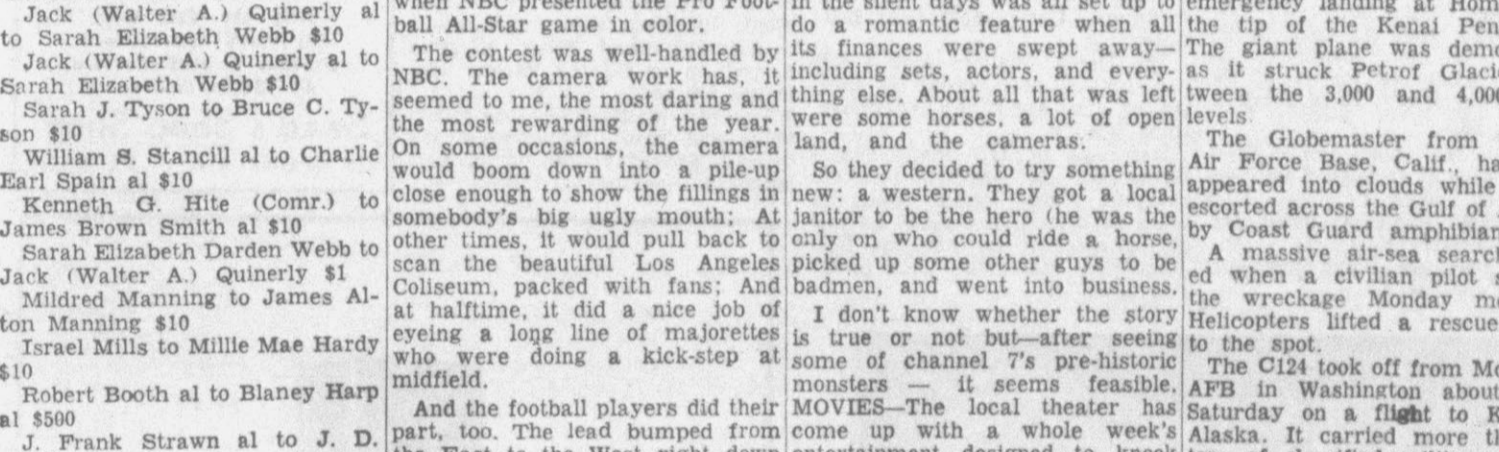 Jack (Walter A.) Quinerly al
to Sarah Elizabeth Webb $10
Jack (Walter A.) Quinerly al to
Sarah Elizabeth Webb $10
Sarah J. Tyson to Bruce C. Ty-
son $10
William S. Stancill al to Charlie
Earl Spain al $10
Kenneth G. Hite (Comr.) to
James Brown Smith al $10
Sarah Elizabeth Darden Webb to
Jack (Walter A.) Quinerly $1
Mildred Manning to James Al-
ton Manning $10
Israel Mills to Millie Mae Hardy
$10
Robert Booth al to Blaney Harp
al $500
J. Frank Strawn al to J. D.
when NBC presented the Pro Foot-
ball All-Star game in color.
The contest was well-handled by
NBC. The camera work has, it
seemed to me, the most daring and
the most rewarding of the year.
On some occasions, the camera
would boom down into a pile-up
close enough to show the fillings in
somebody's big ugly mouth; At
other times, it would pull back to
scan the beautiful Los Angeles
Coliseum, packed with fans; And
at halftime, it did a nice job of
eyeing a long line of majorettes
who were doing a kick-step at
midfield.
And the football players did their
part, too. The lead bumped from
the East to the West right down
in the silent days was all set up to
do a romantic feature when all
its finances were swept away—
including sets, actors, and every-
thing else. About all that was left
were some horses, a lot of open
land, and the cameras.
So they decided to try something
new: a western. They got a local
janitor to be the hero (he was the
only on who could ride a horse,
picked up some other guys to be
badmen, and went into business.
I don't know whether the story
is true or not but—after seeing
some of channel 7's pre-historic
monsters — it seems feasible.
MOVIES—The local theater has
come up with a whole week's
entertainment designed to knock
emergency landing at Hom
the tip of the Kenai Pen
The giant plane was demo
as it struck Petrof Glaci
tween the 3,000 and 4,000
levels.
The Globemaster from
Air Force Base, Calif., ha
appeared into clouds while
escorted across the Gulf of
by Coast Guard amphibian
A massive air-sea search
ed when a civilian pilot s
the wreckage Monday mo
Helicopters lifted a rescue
to the spot.
The C124 took off from Mc
AFB in Washington about
Saturday on a flight to K
Alaska. It carried more th